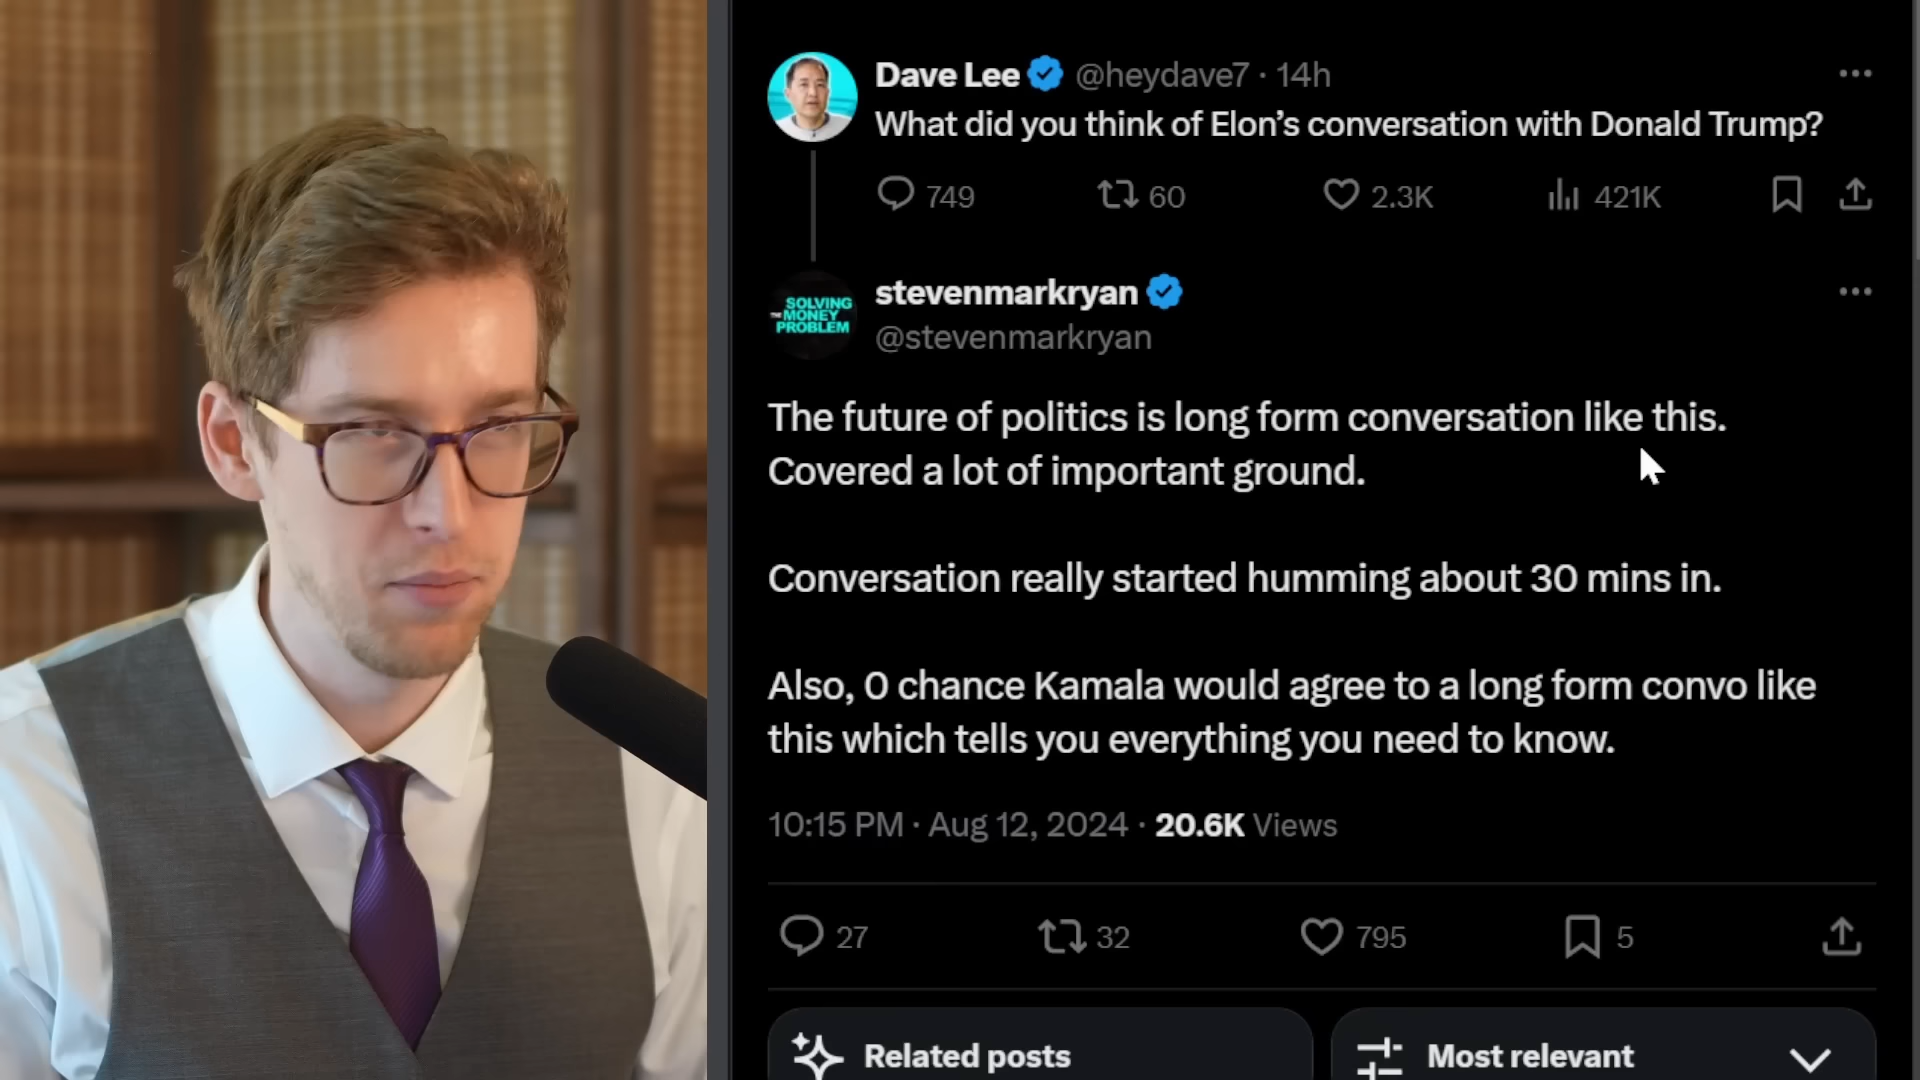 Dave Lee @heydave7 · 14h
What did you think of Elon’s conversation with Donald Trump?
749 60 2.3K 421K
SOLVING
THE MONEY
PROBLEM
stevenmarkryan
@stevenmarkryan
The future of politics is long form conversation like this.
Covered a lot of important ground.
Conversation really started humming about 30 mins in.
Also, 0 chance Kamala would agree to a long form convo like
this which tells you everything you need to know.
10:15 PM · Aug 12, 2024 · 20.6K Views
27 32 795 5
Related posts Most relevant